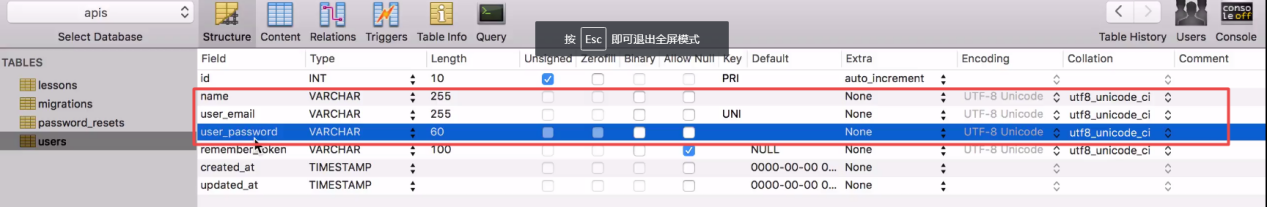 apis
Select Database
Structure Content Relations Triggers Table Info Query
Table History Users Console
conso
le off
按 Esc 即可退出全屏模式
TABLES
lessons
migrations
password_resets
users
Field Type Length Unsigned Zerofill Binary Allow Null Key Default Extra Encoding Collation Comment
id INT 10 PRI auto_increment
name VARCHAR 255 None UTF-8 Unicode utf8_unicode_ci
user_email VARCHAR 255 UNI None UTF-8 Unicode utf8_unicode_ci
user_password VARCHAR 60 None UTF-8 Unicode utf8_unicode_ci
remember_token VARCHAR 100 NULL None UTF-8 Unicode utf8_unicode_ci
created_at TIMESTAMP 0000-00-00 0... None
updated_at TIMESTAMP 0000-00-00 0... None